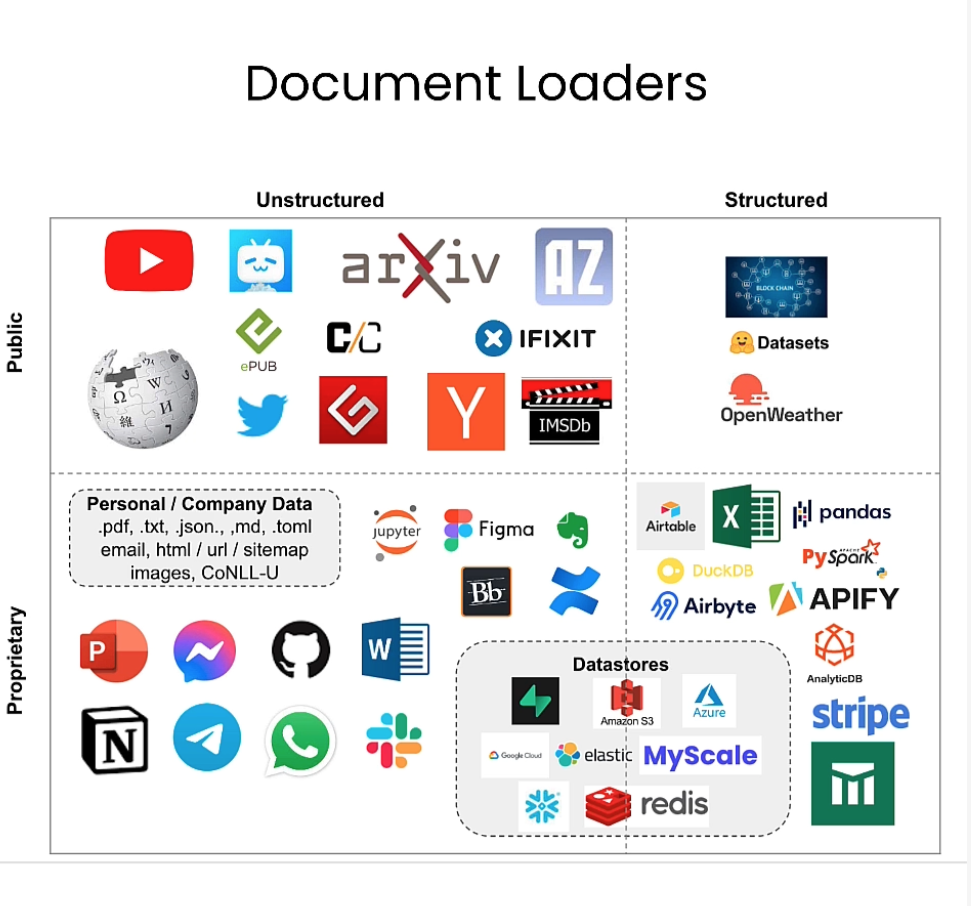 Document Loaders
Unstructured
Structured
Public
arXiv
AZ
BLOCK CHAIN
ePUB
C/C
IFIXIT
Datasets
W
Ω
И
維
Y
IMSDb
OpenWeather
Proprietary
Personal / Company Data
.pdf, .txt, .json., ,md, .toml
email, html / url / sitemap
images, CoNLL-U
jupyter
Figma
Airtable
X
pandas
APACHE
PySpark
Bb
DuckDB
Airbyte
APIFY
P
W
Datastores
AnalyticDB
Amazon S3
Azure
stripe
N
Google Cloud
elastic
MyScale
redis